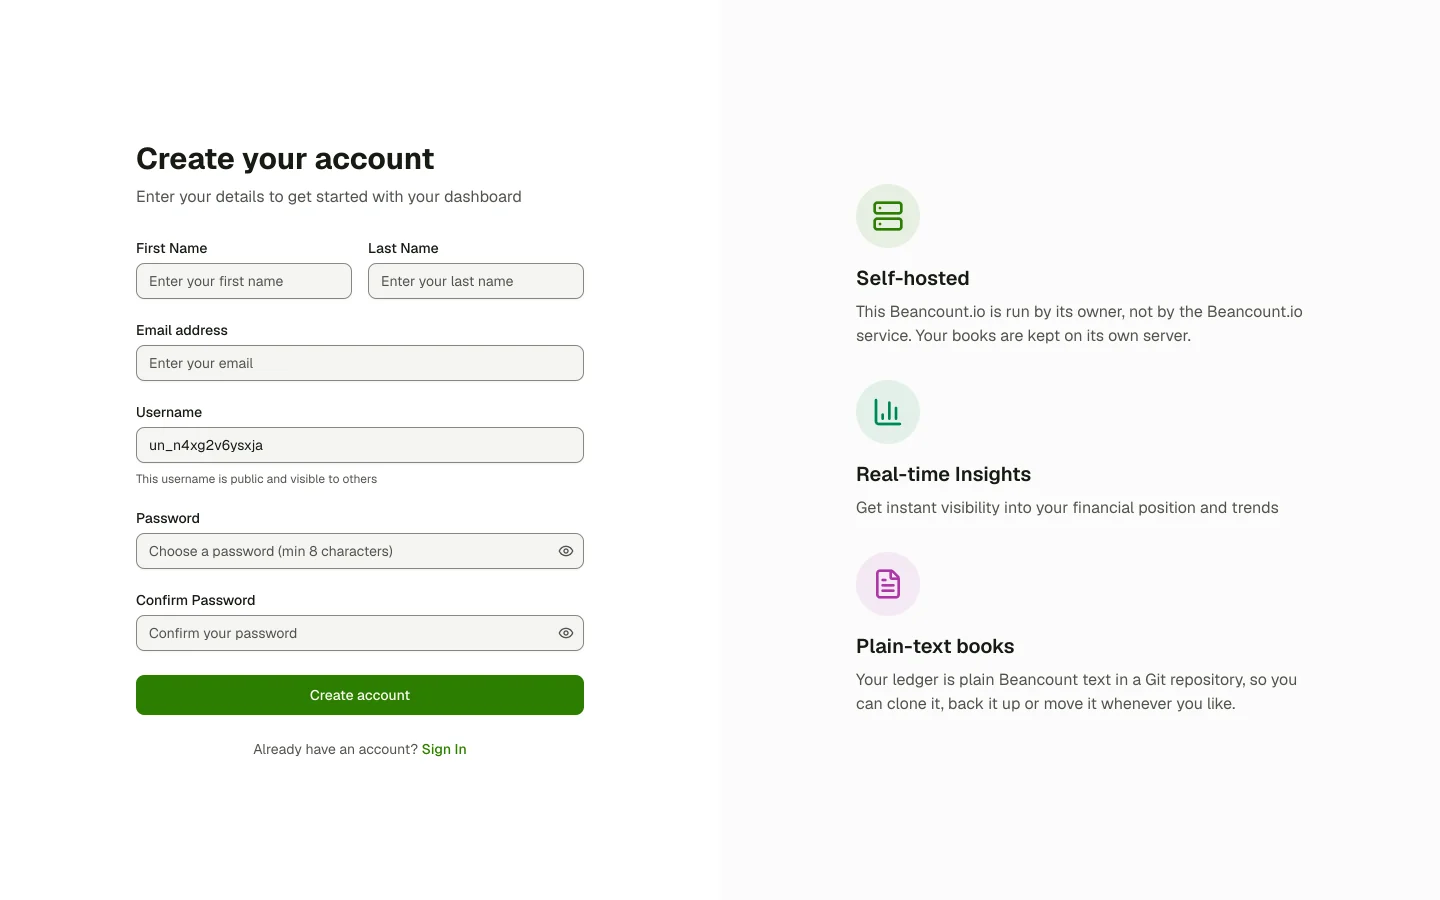 Create your account
Enter your details to get started with your dashboard
First Name
Last Name
Enter your first name
Enter your last name
Email address
Enter your email
Username
un_n4xg2v6ysxja
This username is public and visible to others
Password
Choose a password (min 8 characters)
Confirm Password
Confirm your password
Create account
Already have an account? Sign In
Self-hosted
This Beancount.io is run by its owner, not by the Beancount.io
service. Your books are kept on its own server.
Real-time Insights
Get instant visibility into your financial position and trends
Plain-text books
Your ledger is plain Beancount text in a Git repository, so you
can clone it, back it up or move it whenever you like.